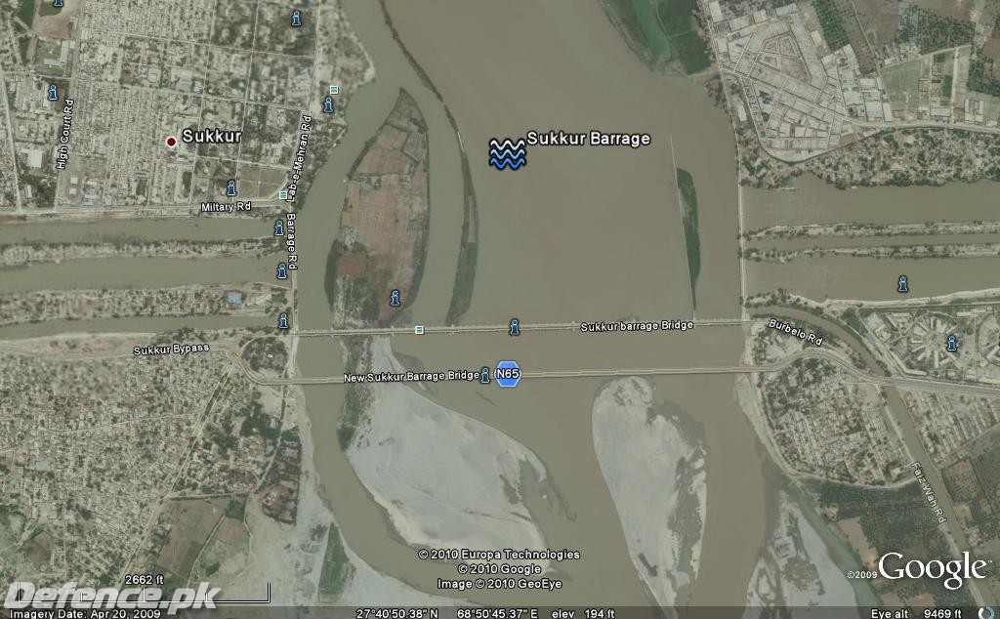 High Court Rd
Sukkur
Lab-e-Mehran Rd
Sukkur Barrage
Miltary Rd
Barrage Rd
Sukkur barrage Bridge
Burbelo Rd
Sukkur Bypass
New Sukkur Barrage Bridge
N65
Faiz Wah Rd
© 2010 Europa Technologies
© 2010 Google
Image © 2010 GeoEye
©2009 Google™
2662 ft
Defence.pk
Imagery Date: Apr 20, 2009 27°40'50.38" N 68°50'45.37" E elev 194 ft Eye alt 9469 ft